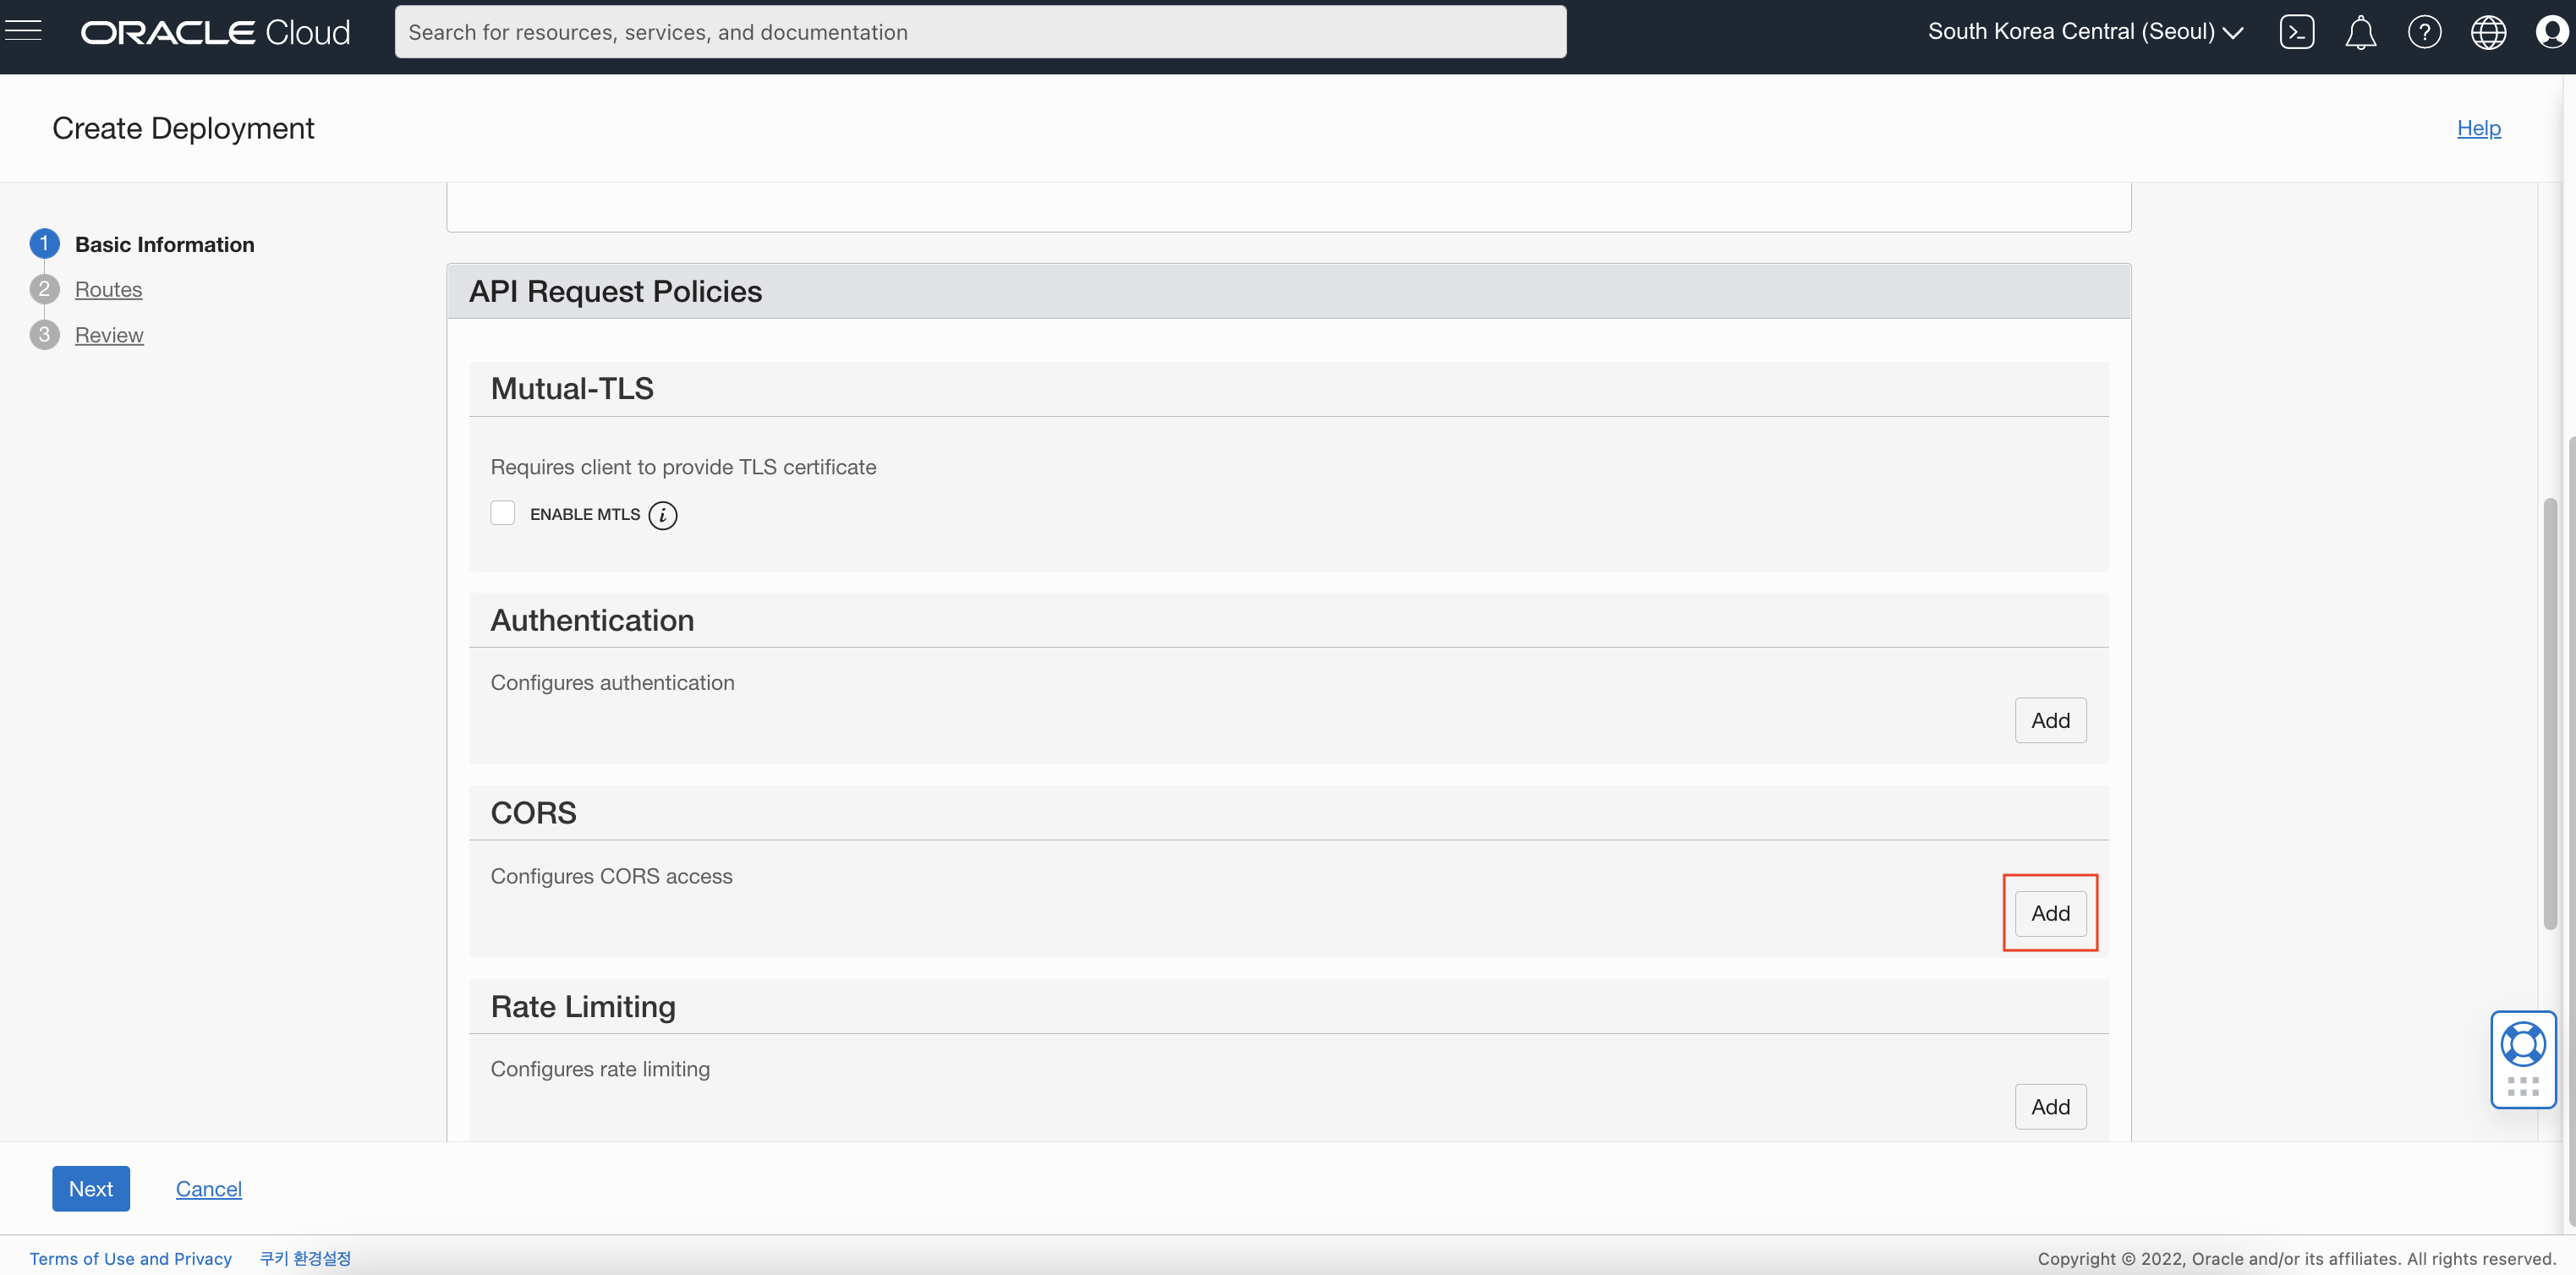 ORACLE Cloud
Search for resources, services, and documentation
South Korea Central (Seoul)
Create Deployment
Help
1 Basic Information
2 Routes
3 Review
API Request Policies
Mutual-TLS
Requires client to provide TLS certificate
ENABLE MTLS
Authentication
Configures authentication
Add
CORS
Configures CORS access
Add
Rate Limiting
Configures rate limiting
Add
Next Cancel
Terms of Use and Privacy 쿠키 환경설정
Copyright © 2022, Oracle and/or its affiliates. All rights reserved.